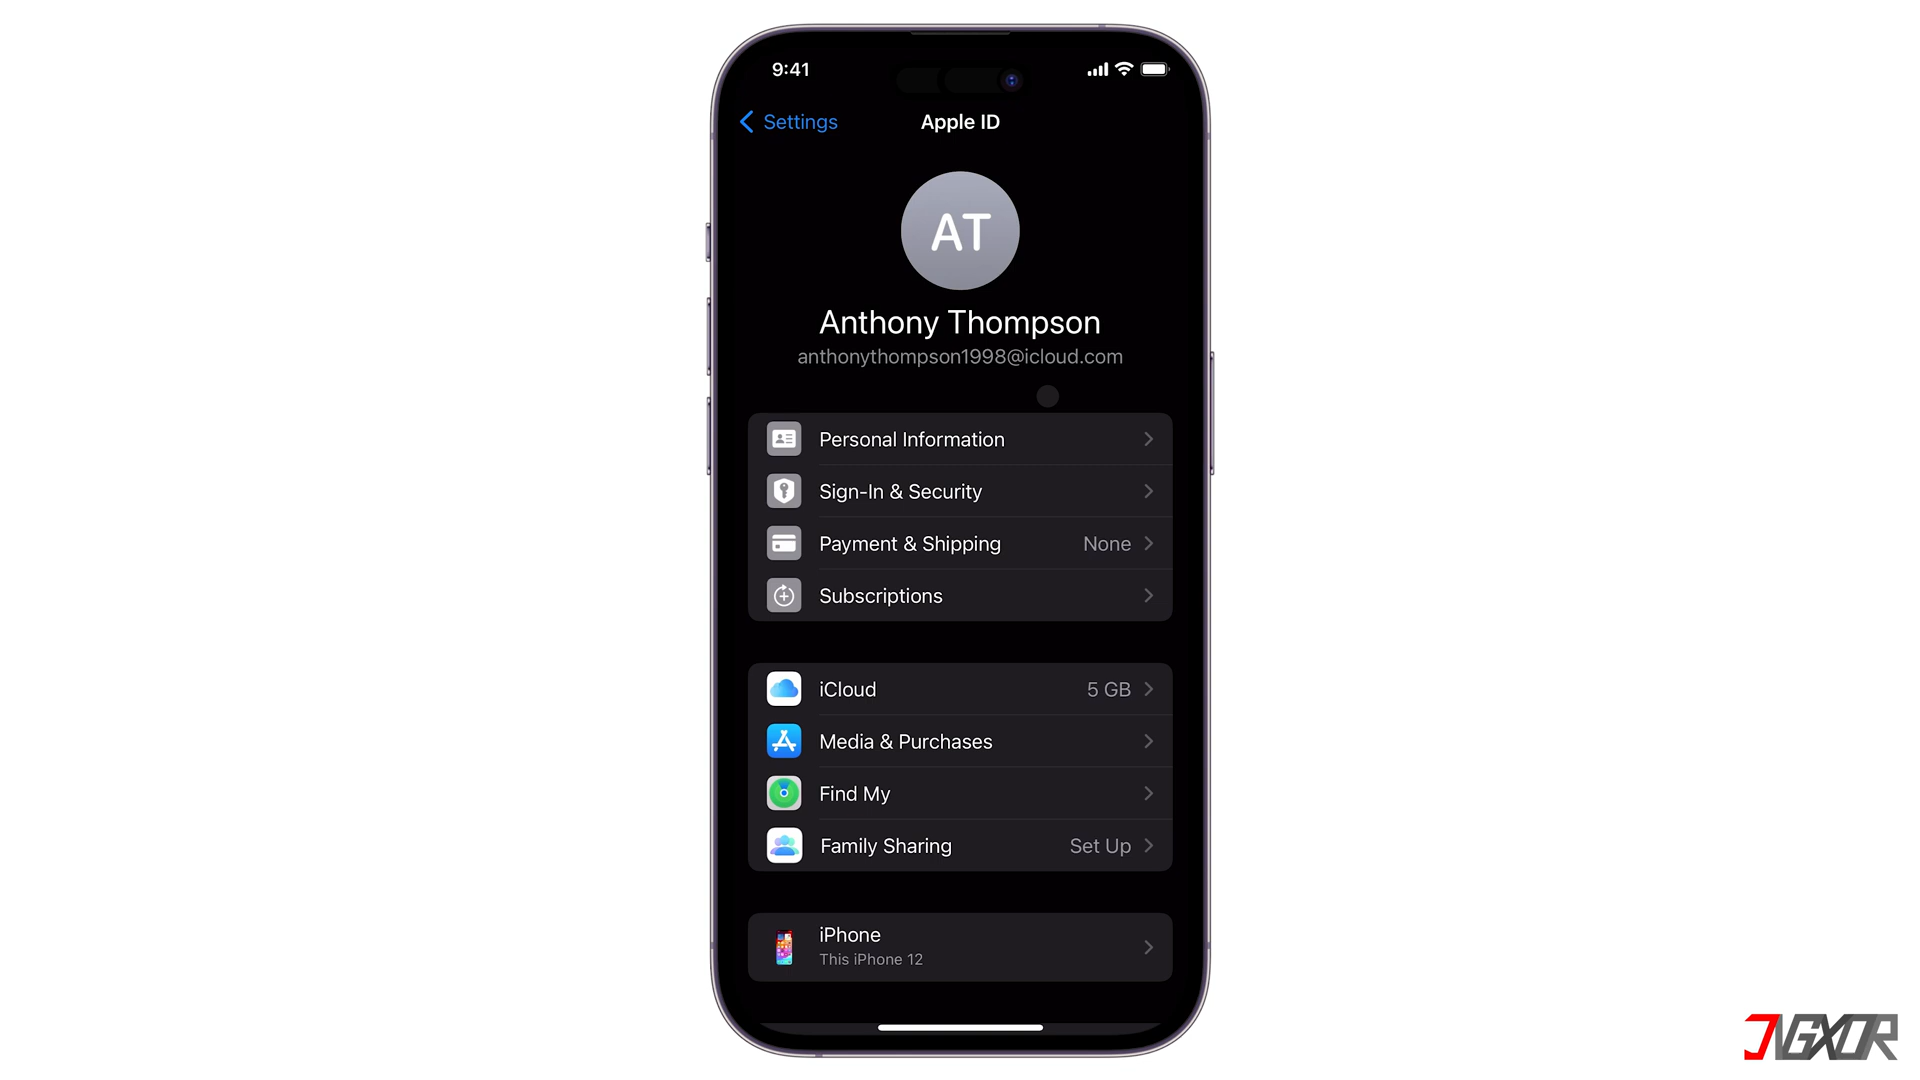 9:41
Settings
Apple ID
AT
Anthony Thompson
anthonythompson1998@icloud.com
Personal Information
Sign-In & Security
Payment & Shipping None
Subscriptions
iCloud 5 GB
Media & Purchases
Find My
Family Sharing Set Up
iPhone
This iPhone 12
JVGXOR